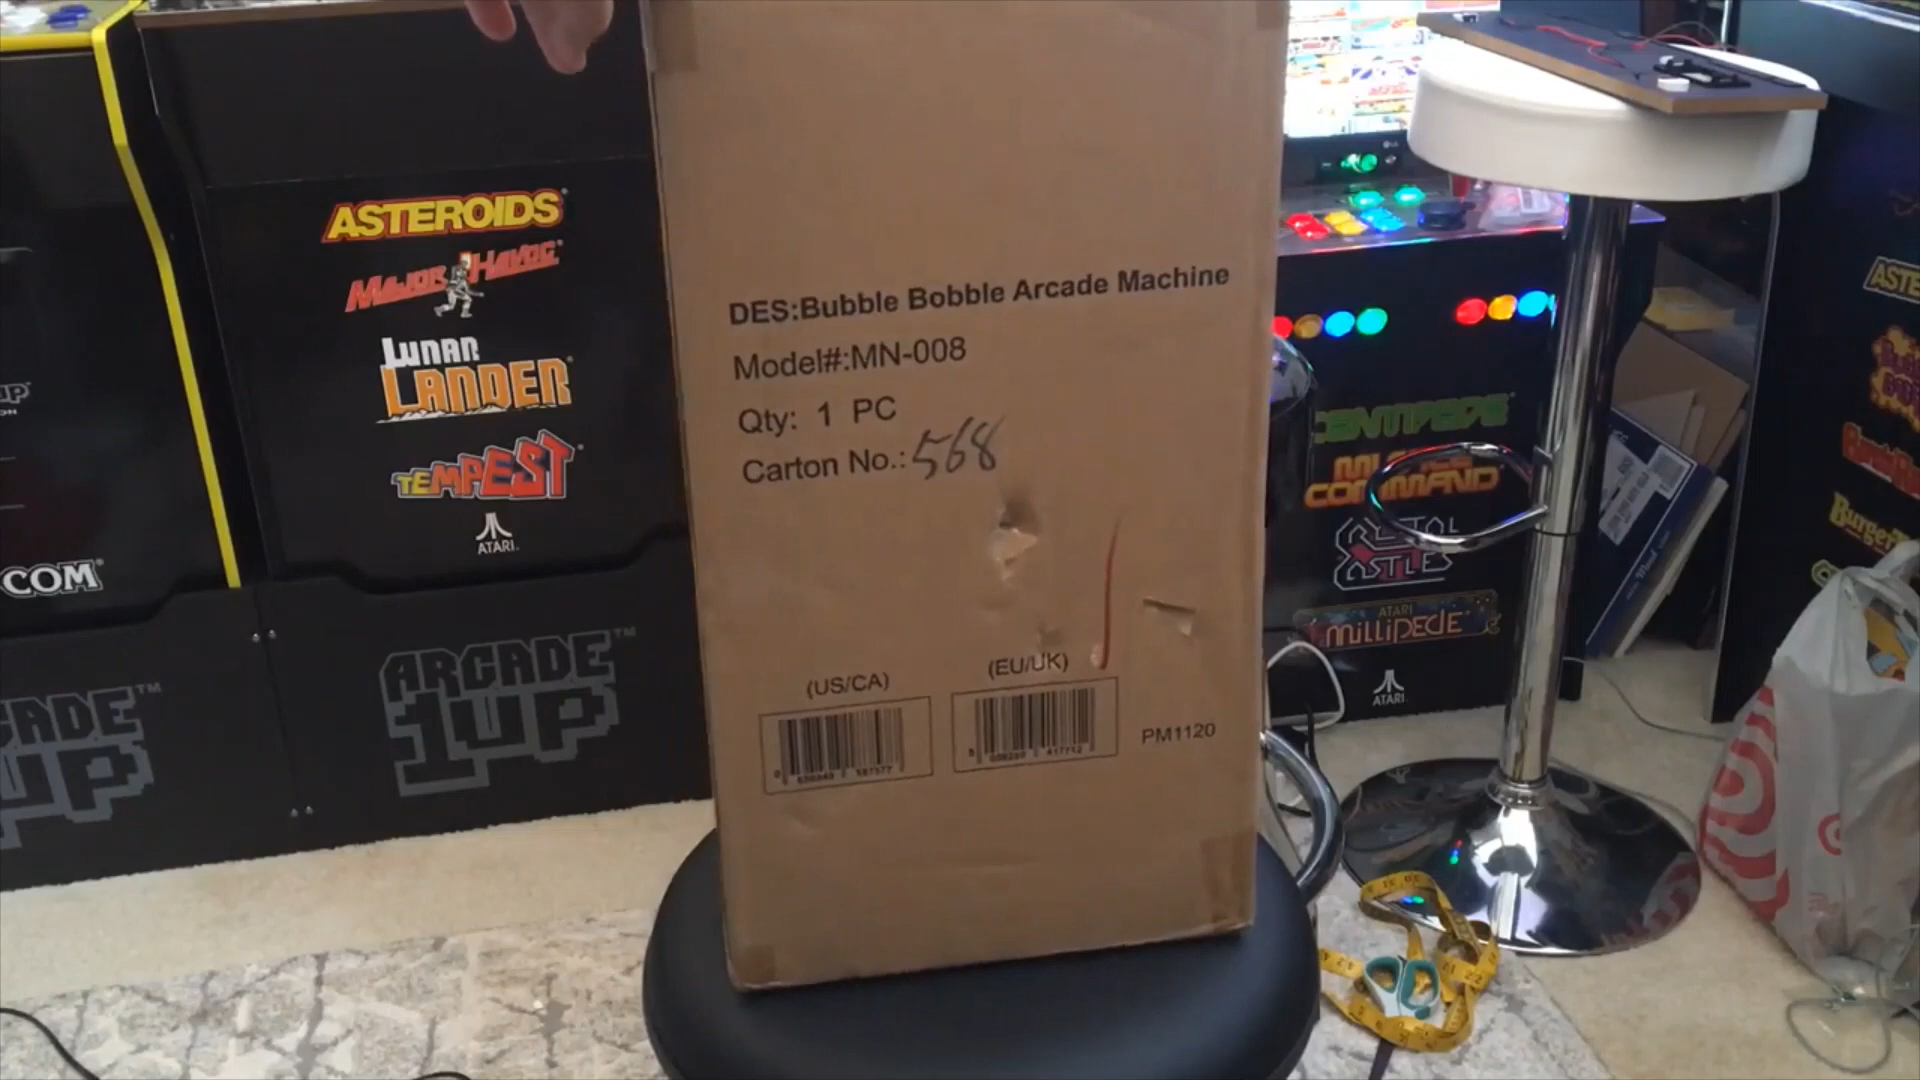 DES:Bubble Bobble Arcade Machine
Model#:MN-008
Qty: 1 PC
Carton No.:568
(US/CA)
(EU/UK)
PM1120
ASTEROIDS
MAJOR HAVOC
LUNAR
LANDER
TEMPEST
ATARI
ARCADE
1UP
COM
CENTIPEDE
COMMAND
CRYSTAL
CASTLES
ATARI
MILLIPEDE
ATARI
LG